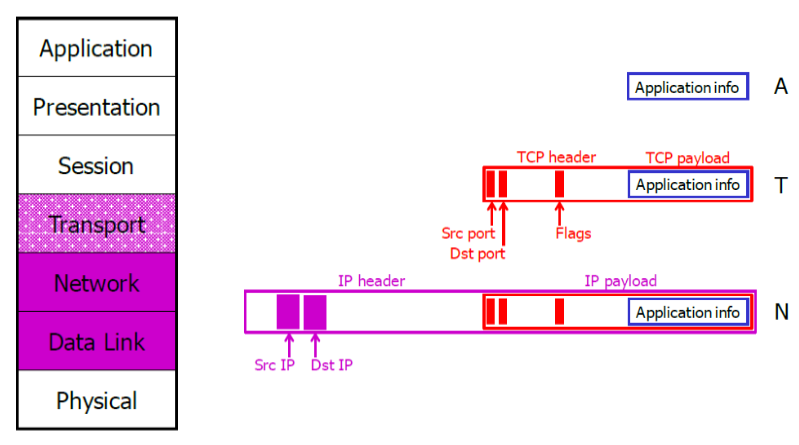 Application
Presentation
Session
Transport
Network
Data Link
Physical
Application info A
TCP header TCP payload
Application info T
Src port Flags
Dst port
IP header IP payload
Application info N
Src IP Dst IP